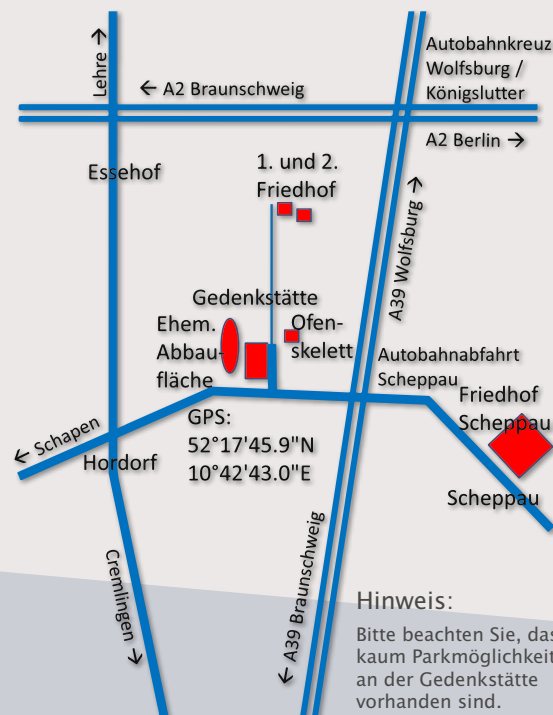 Lehre →
Autobahnkreuz
Wolfsburg /
Königslutter
← A2 Braunschweig
A2 Berlin →
Essehof
1. und 2.
Friedhof
A39 Wolfsburg →
Gedenkstätte
Ehem.
Abbau-
fläche
Ofen-
skelett
Autobahnabfahrt
Scheppau
Friedhof
Scheppau
GPS:
52°17'45.9"N
10°42'43.0"E
← Schapen
Hordorf
Scheppau
Cremlingen →
← A39 Braunschweig
Hinweis:
Bitte beachten Sie, das
kaum Parkmöglichkeit
an der Gedenkstätte
vorhanden sind.